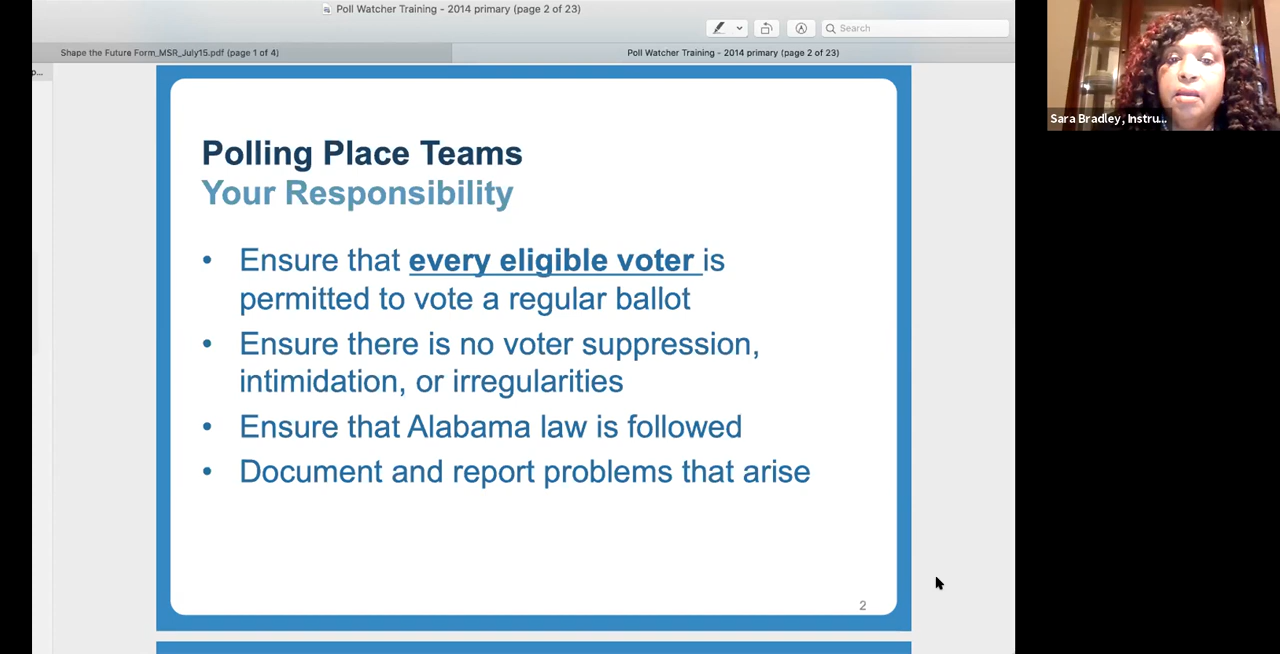 Poll Watcher Training - 2014 primary (page 2 of 23)
Search
Shape the Future Form_MSR_July15.pdf (page 1 of 4)
Poll Watcher Training - 2014 primary (page 2 of 23)
p...
Polling Place Teams
Your Responsibility
• Ensure that every eligible voter is
permitted to vote a regular ballot
• Ensure there is no voter suppression,
intimidation, or irregularities
• Ensure that Alabama law is followed
• Document and report problems that arise
2
Sara Bradley, Instru...